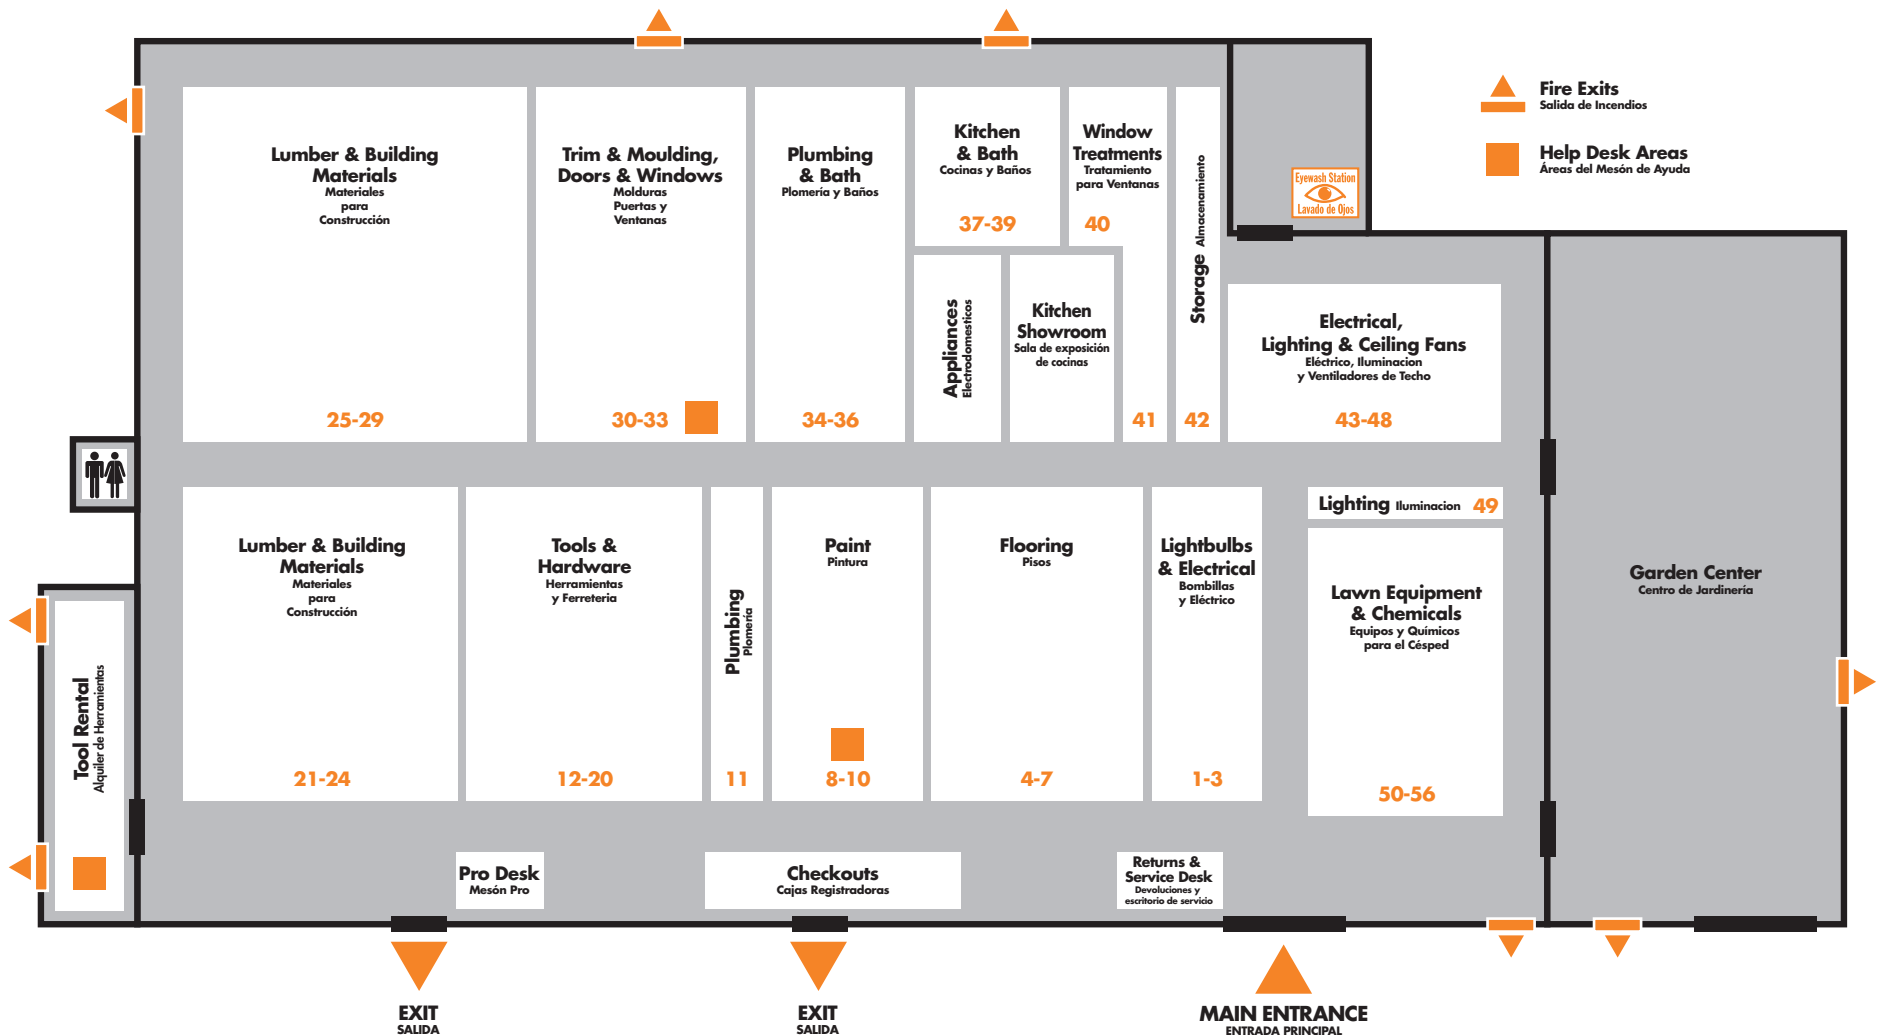 Fire Exits
Salida de Incendios
Help Desk Areas
Áreas del Mesón de Ayuda
Lumber & Building
Materials
Materiales
para
Construcción
25-29
Trim & Moulding,
Doors & Windows
Molduras
Puertas y
Ventanas
30-33
Plumbing
& Bath
Plomería y Baños
34-36
Kitchen
& Bath
Cocinas y Baños
37-39
Window
Treatments
Tratamiento
para Ventanas
40
41
Storage Almacenamiento
42
Eyewash Station
Lavado de Ojos
Appliances
Electrodomesticos
Kitchen
Showroom
Sala de exposición
de cocinas
Electrical,
Lighting & Ceiling Fans
Eléctrico, Iluminacion
y Ventiladores de Techo
43-48
Lumber & Building
Materials
Materiales
para
Construcción
21-24
Tools &
Hardware
Herramientas
y Ferreteria
12-20
Plumbing
Plomería
11
Paint
Pintura
8-10
Flooring
Pisos
4-7
Lightbulbs
& Electrical
Bombillas
y Eléctrico
1-3
Lighting Iluminacion 49
Lawn Equipment
& Chemicals
Equipos y Químicos
para el Césped
50-56
Garden Center
Centro de Jardinería
Tool Rental
Alquiler de Herramientas
Pro Desk
Mesón Pro
Checkouts
Cajas Registradoras
Returns &
Service Desk
Devoluciones y
escritorio de servicio
EXIT
SALIDA
EXIT
SALIDA
MAIN ENTRANCE
ENTRADA PRINCIPAL